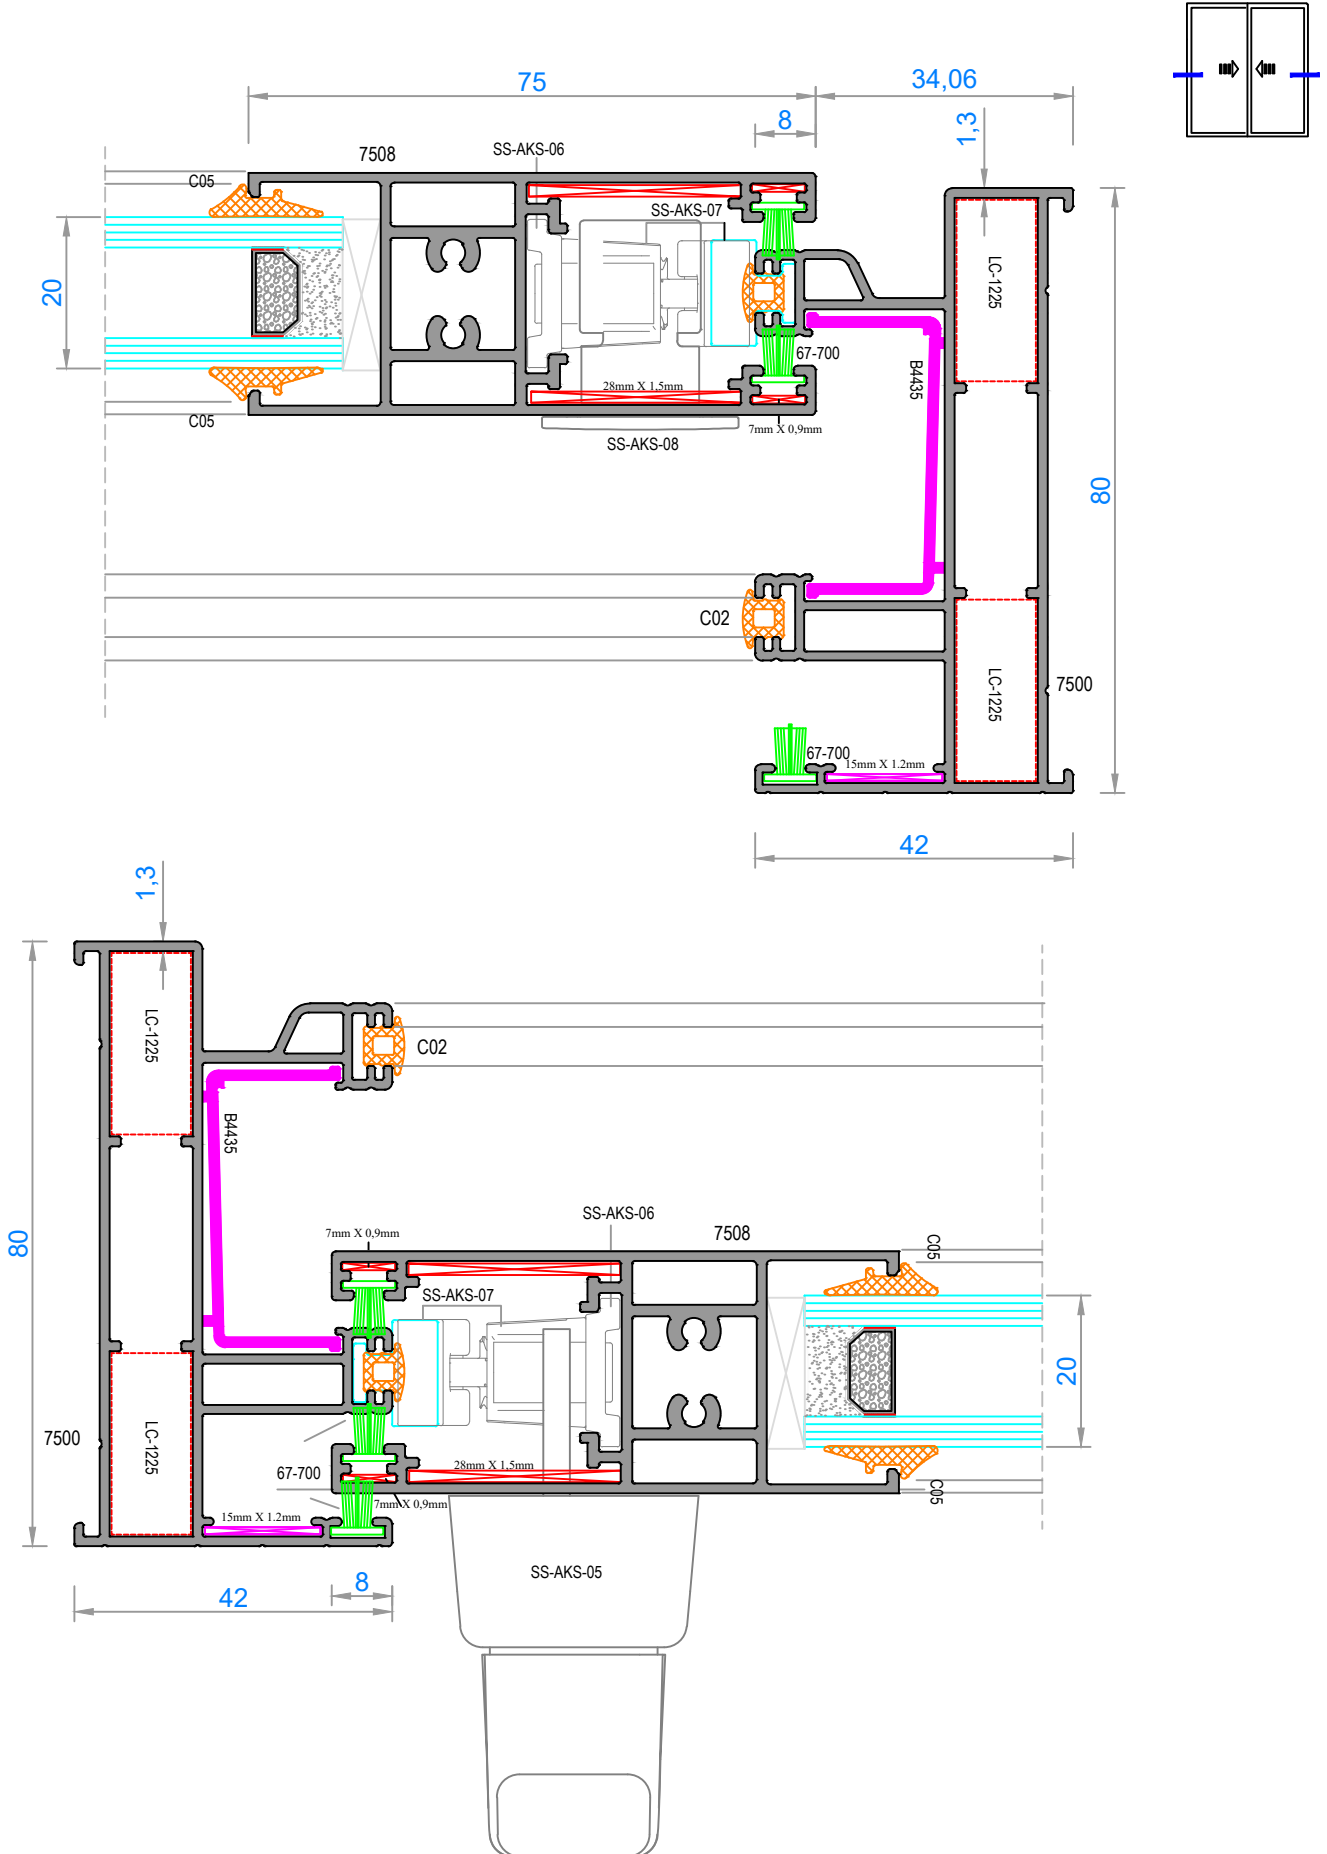 75
34,06
8
1,3
7508
SS-AKS-06
C05
SS-AKS-07
LC-1225
20
67-700
B4435
28mm X 1,5mm
C05
7mm X 0,9mm
SS-AKS-08
80
C02
LC-1225
7500
67-700
15mm X 1.2mm
42
1,3
LC-1225
C02
B4435
80
SS-AKS-06
7mm X 0,9mm
7508
C05
SS-AKS-07
20
7500
LC-1225
67-700
28mm X 1,5mm
C05
7mm X 0,9mm
15mm X 1.2mm
SS-AKS-05
8
42